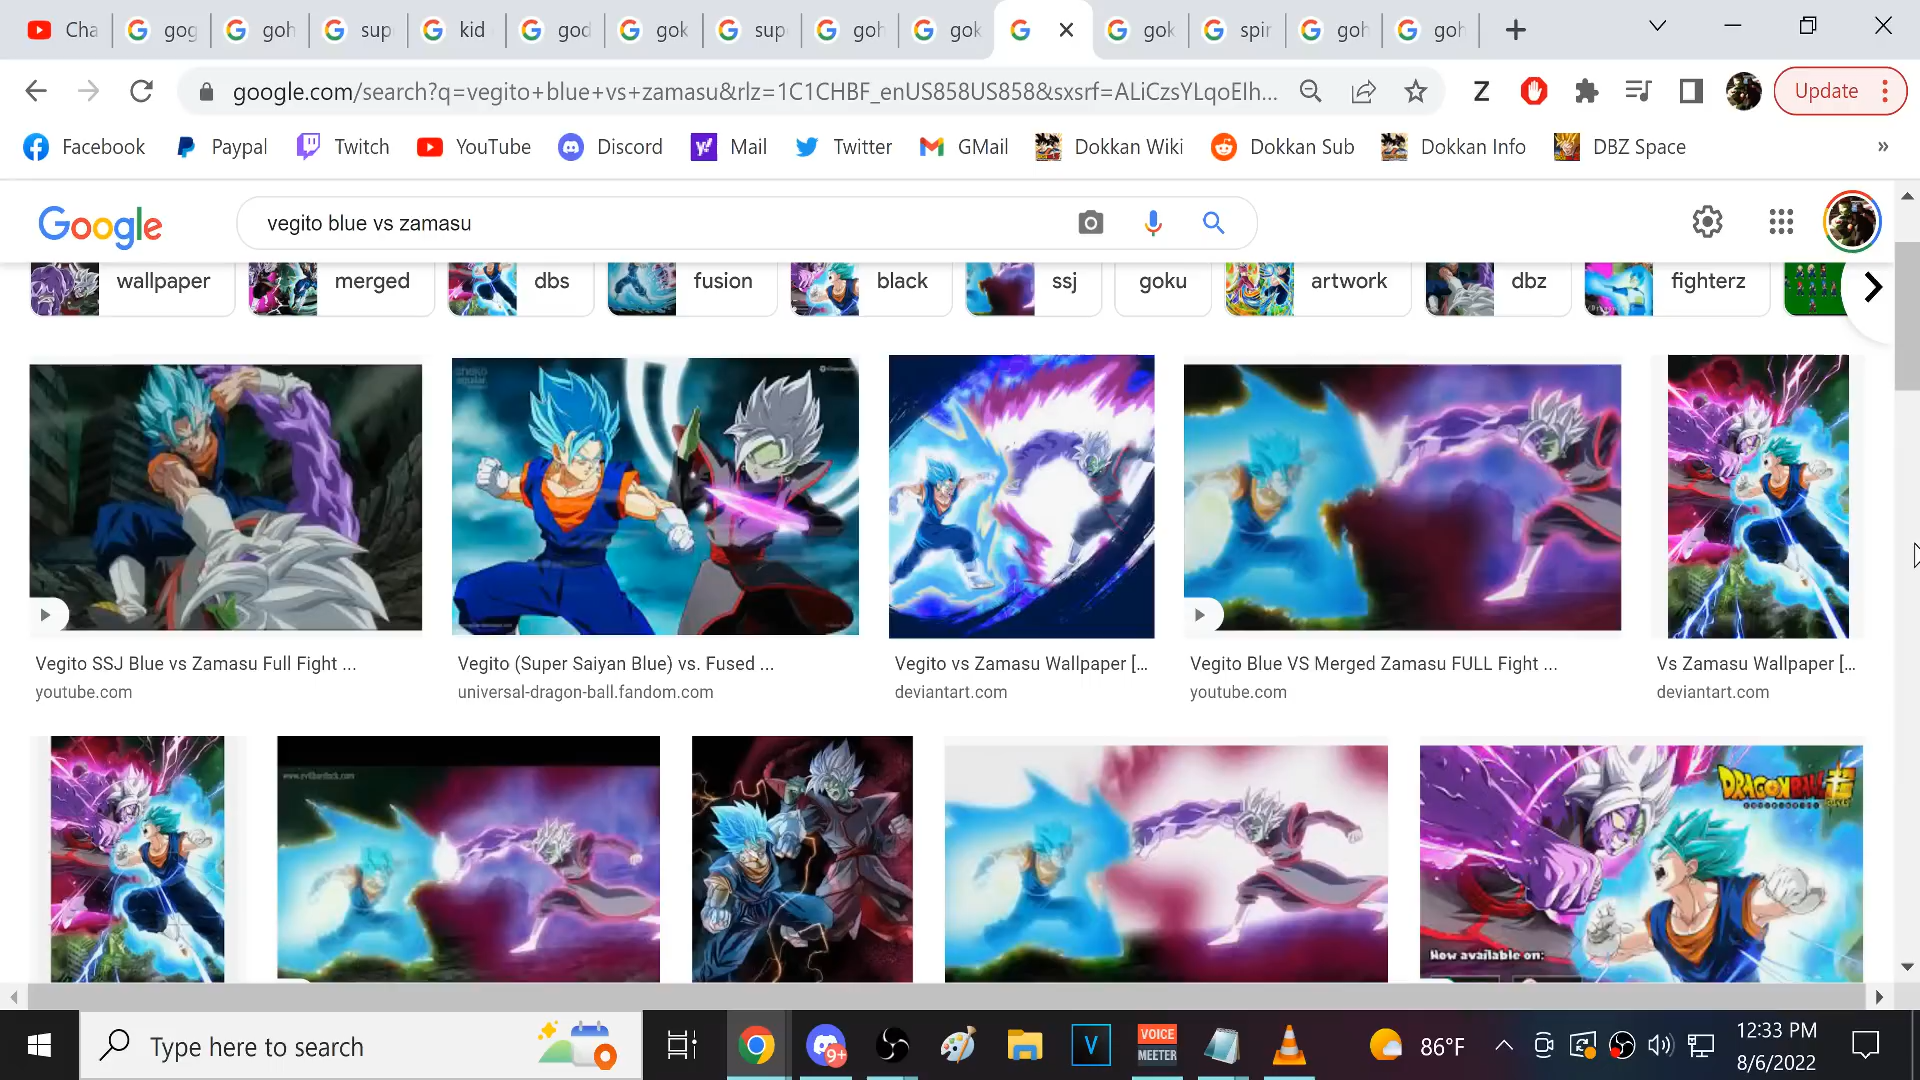 Cha
gog
goh
sup
kid
god
gok
sup
goh
gok
gok
spir
goh
goh
google.com/search?q=vegito+blue+vs+zamasu&rlz=1C1CHBF_enUS858US858&sxsrf=ALiCzsYLqoEIh...
Update
Facebook Paypal Twitch YouTube Discord Mail Twitter GMail Dokkan Wiki Dokkan Sub Dokkan Info DBZ Space »
Google
vegito blue vs zamasu
wallpaper merged dbs fusion black ssj goku artwork dbz fighterz
Vegito SSJ Blue vs Zamasu Full Fight ...
youtube.com
Vegito (Super Saiyan Blue) vs. Fused ...
universal-dragon-ball.fandom.com
Vegito vs Zamasu Wallpaper [...
deviantart.com
Vegito Blue VS Merged Zamasu FULL Fight ...
youtube.com
Vs Zamasu Wallpaper [...
deviantart.com
DRAGONBALL
Now available on:
Type here to search
9+
V
VOICE
MEETER
86°F
12:33 PM
8/6/2022